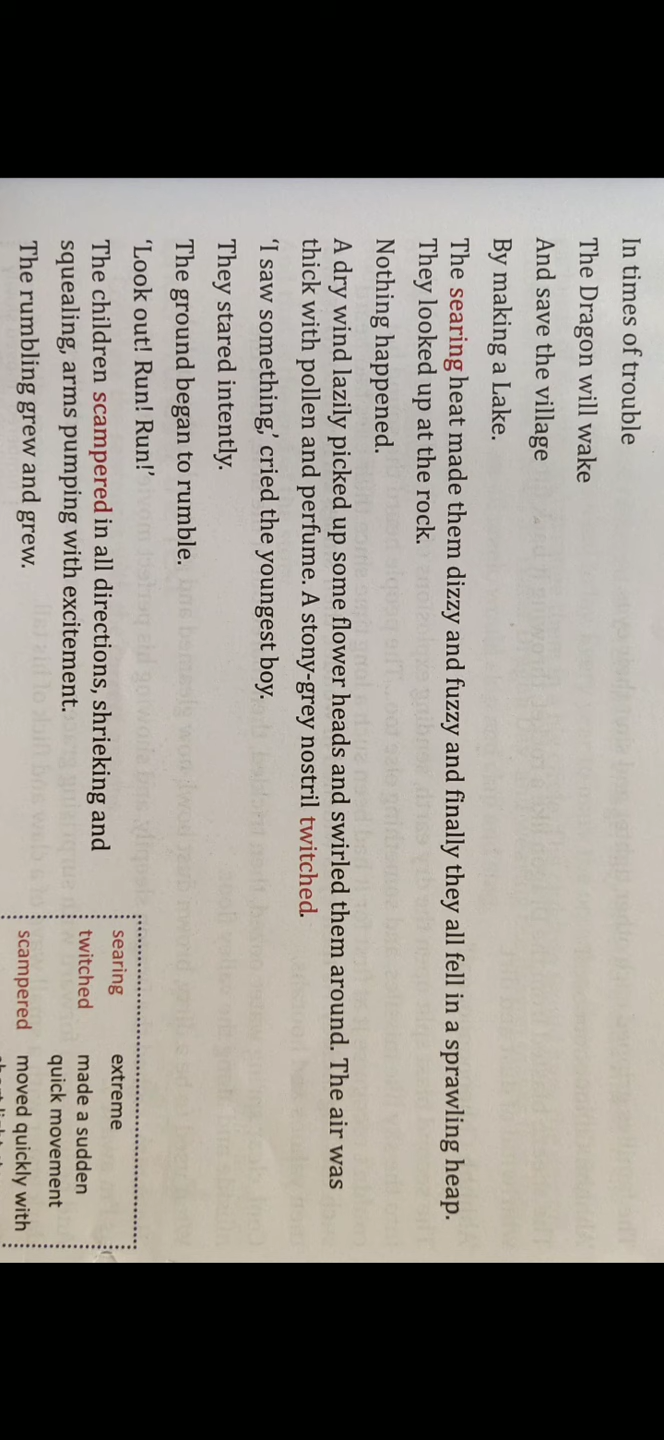 In times of trouble
The Dragon will wake
And save the village
By making a Lake.
The searing heat made them dizzy and fuzzy and finally they all fell in a sprawling heap.
They looked up at the rock.
Nothing happened.
A dry wind lazily picked up some flower heads and swirled them around. The air was
thick with pollen and perfume. A stony-grey nostril twitched.
‘I saw something,’ cried the youngest boy.
They stared intently.
The ground began to rumble.
‘Look out! Run! Run!’
The children scampered in all directions, shrieking and
squealing, arms pumping with excitement.
The rumbling grew and grew.
searing extreme
twitched made a sudden
quick movement
scampered moved quickly with